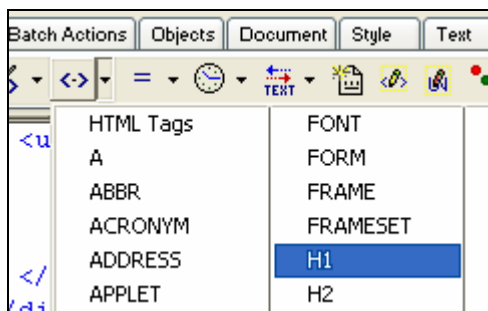 Batch Actions Objects Document Style Text
<-> = TEXT
<u HTML Tags FONT
A FORM
ABBR FRAME
ACRONYM FRAMESET
ADDRESS H1
</ APPLET H2
</di